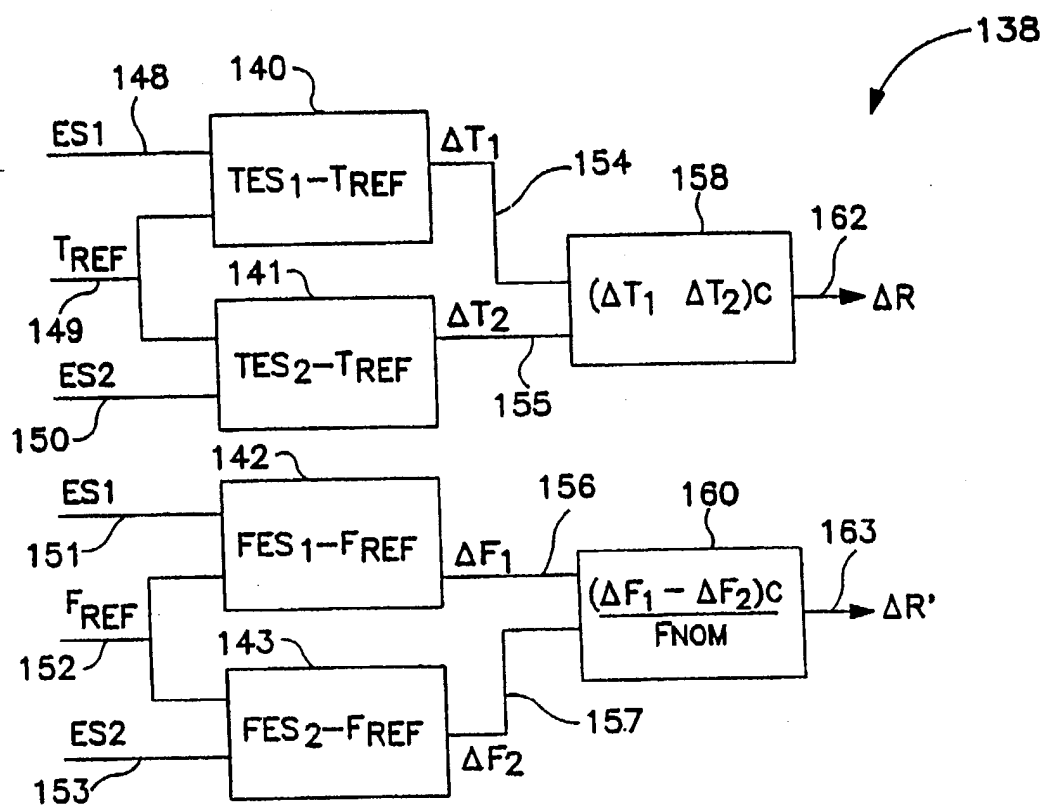 138
148
140
ES1
TES₁-TREF
ΔT₁
154
158
162
TREF
149
141
(ΔT₁ ΔT₂)C
ΔR
ΔT₂
TES₂-TREF
155
ES2
150
142
ES1
151
FES₁-FREF
156
160
163
ΔF₁
(ΔF₁ - ΔF₂)C
FNOM
ΔR'
FREF
152
143
FES₂-FREF
157
ES2
153
ΔF₂